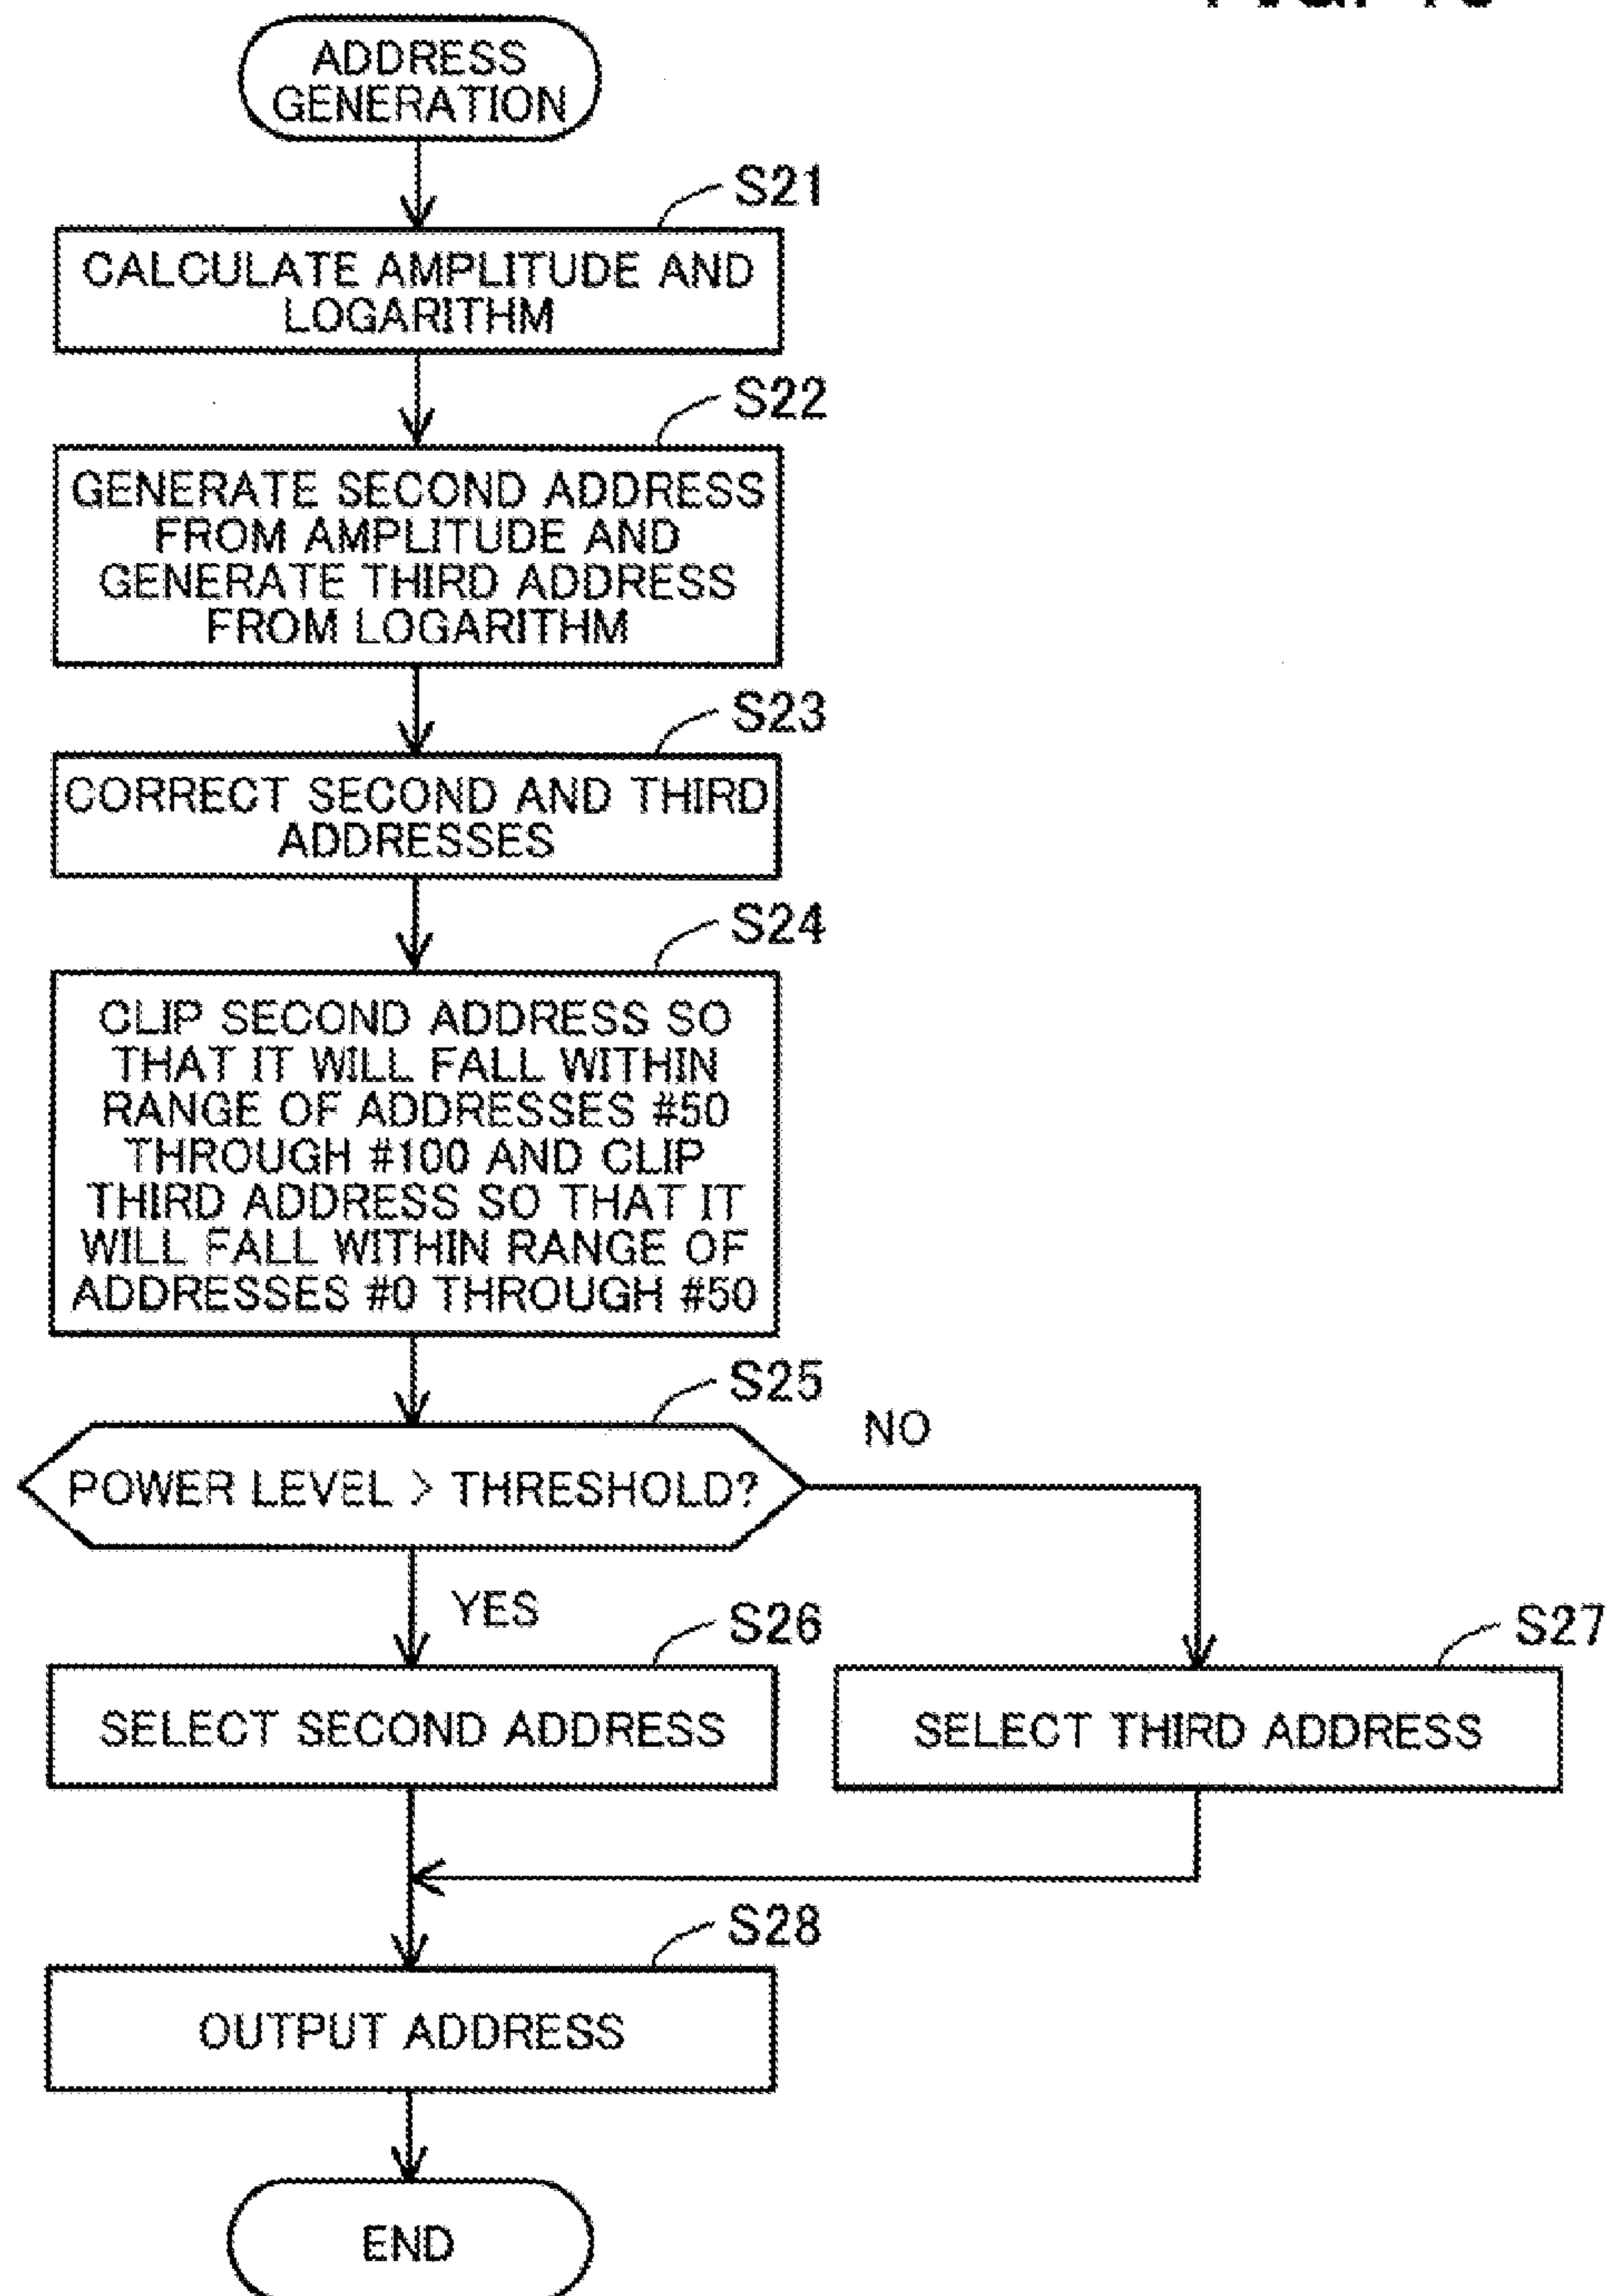 ADDRESS
GENERATION
S21
CALCULATE AMPLITUDE AND
LOGARITHM
S22
GENERATE SECOND ADDRESS
FROM AMPLITUDE AND
GENERATE THIRD ADDRESS
FROM LOGARITHM
S23
CORRECT SECOND AND THIRD
ADDRESSES
S24
CLIP SECOND ADDRESS SO
THAT IT WILL FALL WITHIN
RANGE OF ADDRESSES #50
THROUGH #100 AND CLIP
THIRD ADDRESS SO THAT IT
WILL FALL WITHIN RANGE OF
ADDRESSES #0 THROUGH #50
S25
NO
POWER LEVEL > THRESHOLD?
YES
S26
S27
SELECT SECOND ADDRESS
SELECT THIRD ADDRESS
S28
OUTPUT ADDRESS
END